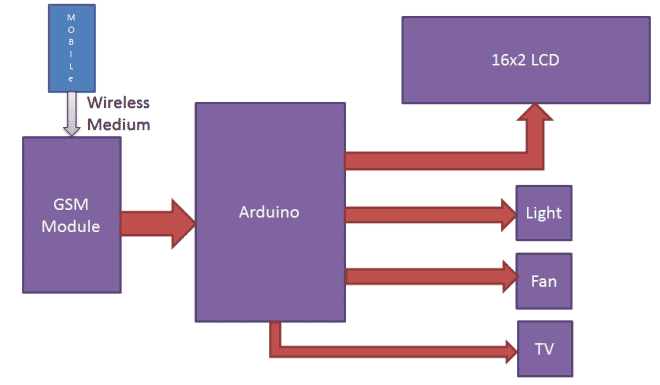 MOBILe
Wireless
Medium
16x2 LCD
GSM
Module
Arduino
Light
Fan
TV